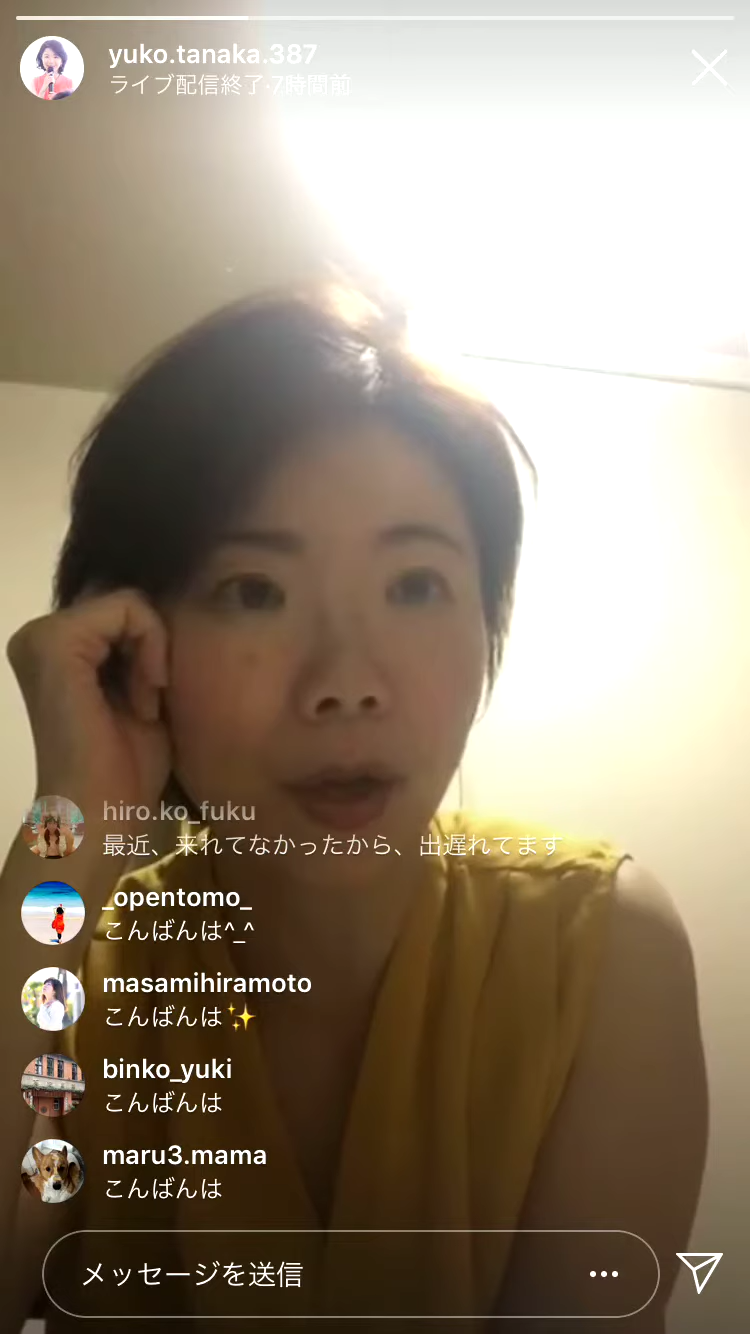 yuko.tanaka.387
ライブ配信終了·7時間前
hiro.ko_fuku
最近、来れてなかったから、出遅れてます
_opentomo_
こんばんは^_^
masamihiramoto
こんばんは✨
binko_yuki
こんばんは
maru3.mama
こんばんは
メッセージを送信